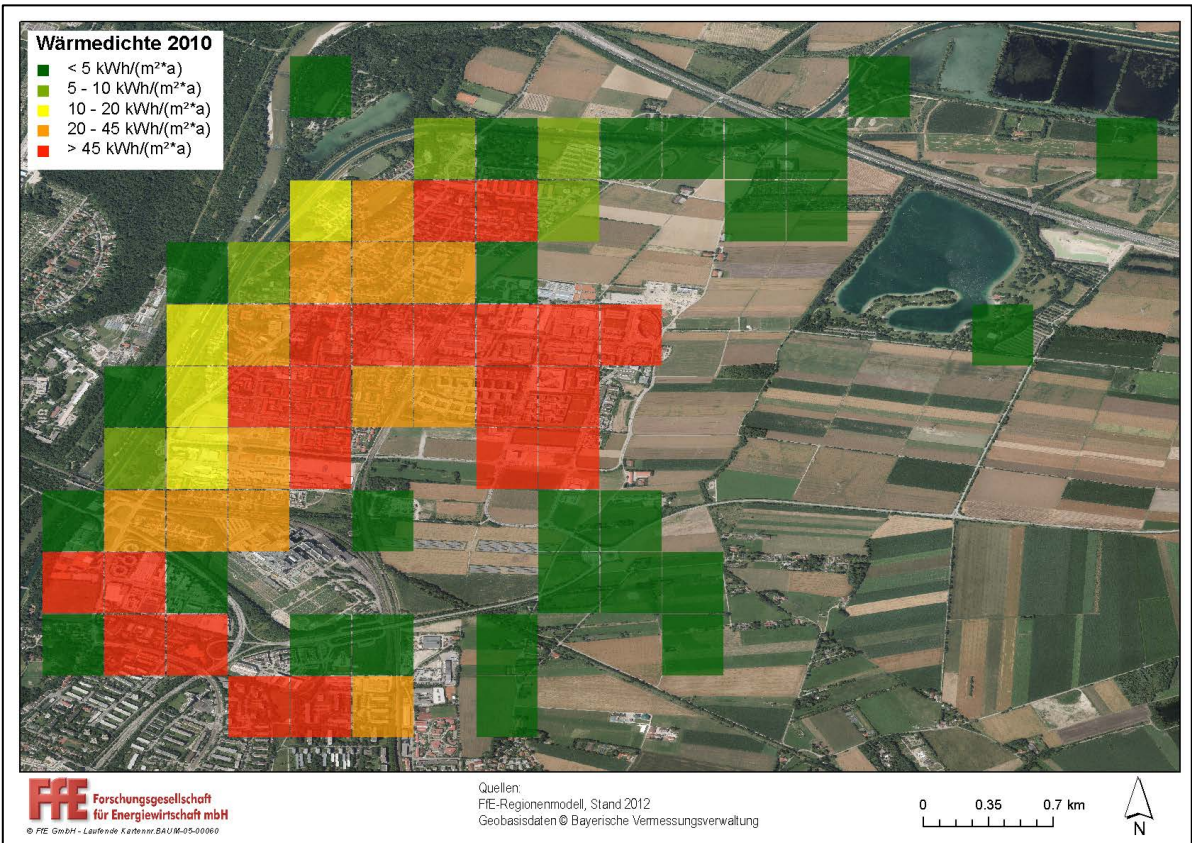 Wärmedichte 2010
< 5 kWh/(m²*a)
5 - 10 kWh/(m²*a)
10 - 20 kWh/(m²*a)
20 - 45 kWh/(m²*a)
> 45 kWh/(m²*a)
FfE Forschungsgesellschaft
für Energiewirtschaft mbH
© FfE GmbH - Laufende Kartennr.BAUM-05-00060
Quellen:
FfE-Regionenmodell, Stand 2012
Geobasisdaten © Bayerische Vermessungsverwaltung
0 0.35 0.7 km
N